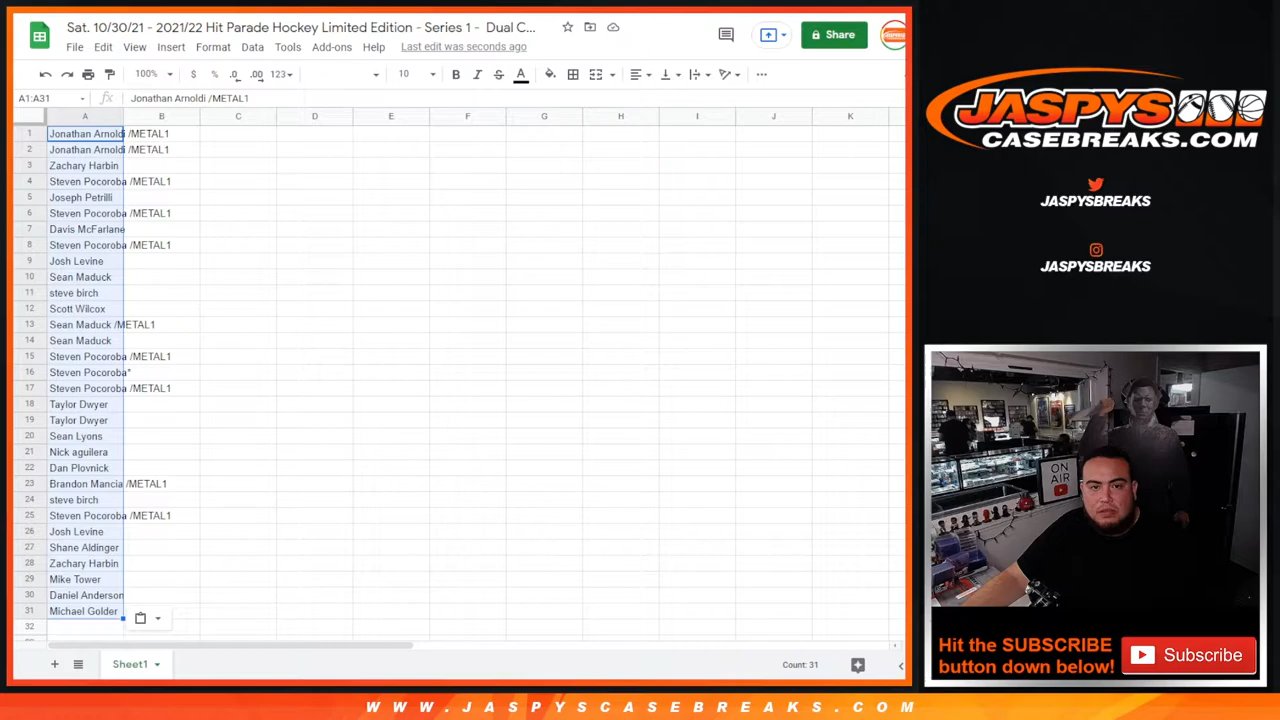 Sat. 10/30/21 - 2021/22 Hit Parade Hockey Limited Edition - Series 1 - Dual C...
File Edit View Insert Format Data Tools Add-ons Help Last edit was seconds ago
Share
100% $ % .0 .00 123 10 B I S A
A1:A31 fx Jonathan Arnoldi /METAL1
A B C D E F G H I J K
1 Jonathan Arnoldi /METAL1
2 Jonathan Arnoldi /METAL1
3 Zachary Harbin
4 Steven Pocoroba /METAL1
5 Joseph Petrilli
6 Steven Pocoroba /METAL1
7 Davis McFarlane
8 Steven Pocoroba /METAL1
9 Josh Levine
10 Sean Maduck
11 steve birch
12 Scott Wilcox
13 Sean Maduck /METAL1
14 Sean Maduck
15 Steven Pocoroba /METAL1
16 Steven Pocoroba*
17 Steven Pocoroba /METAL1
18 Taylor Dwyer
19 Taylor Dwyer
20 Sean Lyons
21 Nick aguilera
22 Dan Plovnick
23 Brandon Mancia /METAL1
24 steve birch
25 Steven Pocoroba /METAL1
26 Josh Levine
27 Shane Aldinger
28 Zachary Harbin
29 Mike Tower
30 Daniel Anderson
31 Michael Golder
32
Sheet1
Count: 31
JASPYS
CASEBREAKS.COM
JASPYSBREAKS
JASPYSBREAKS
ON
AIR
Hit the SUBSCRIBE
button down below!
Subscribe
WWW.JASPYSCASEBREAKS.COM